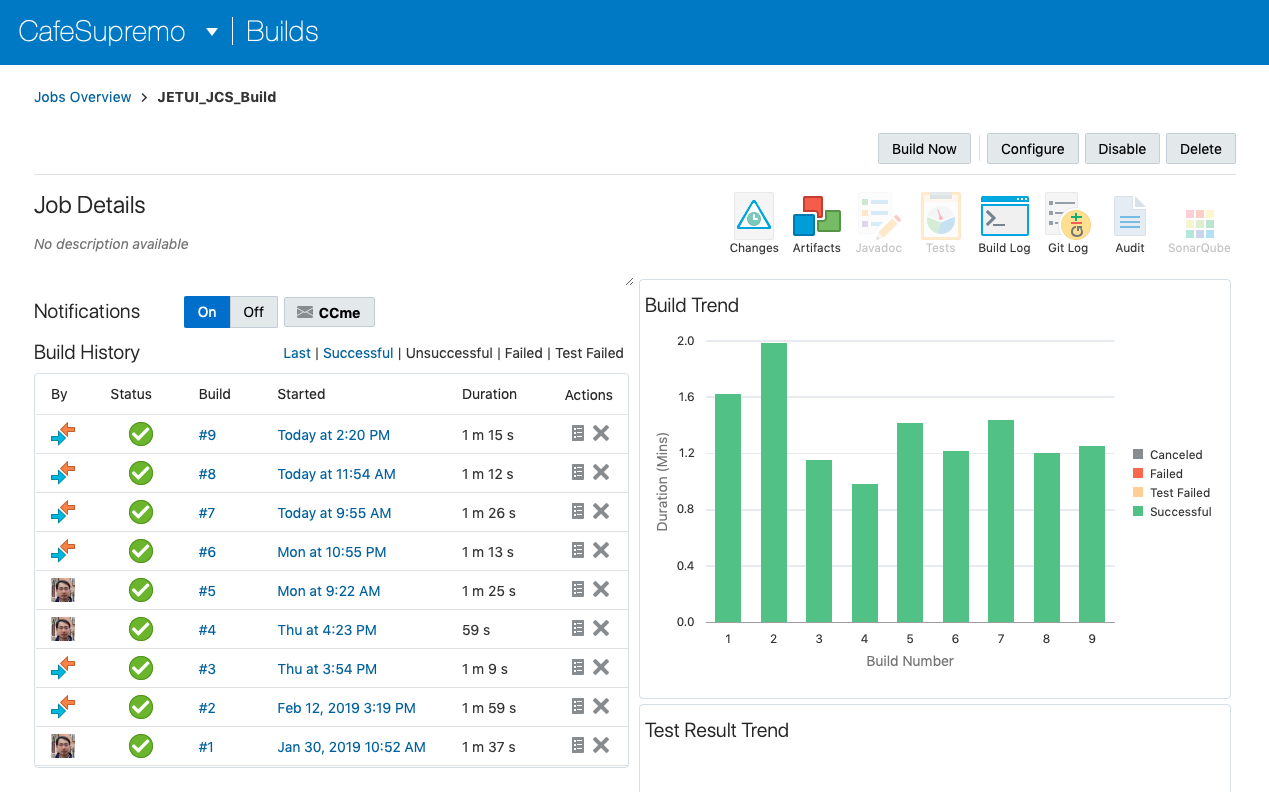 CafeSupremo Builds
Jobs Overview > JETUI_JCS_Build
Build Now Configure Disable Delete
Job Details
No description available
Changes Artifacts Javadoc Tests Build Log Git Log Audit SonarQube
Notifications On Off CCme
Build History Last | Successful | Unsuccessful | Failed | Test Failed
By Status Build Started Duration Actions
#9 Today at 2:20 PM 1 m 15 s
#8 Today at 11:54 AM 1 m 12 s
#7 Today at 9:55 AM 1 m 26 s
#6 Mon at 10:55 PM 1 m 13 s
#5 Mon at 9:22 AM 1 m 25 s
#4 Thu at 4:23 PM 59 s
#3 Thu at 3:54 PM 1 m 9 s
#2 Feb 12, 2019 3:19 PM 1 m 59 s
#1 Jan 30, 2019 10:52 AM 1 m 37 s
Build Trend
2.0
1.6
1.2
0.8
0.4
0.0
Duration (Mins)
1 2 3 4 5 6 7 8 9
Build Number
Canceled
Failed
Test Failed
Successful
Test Result Trend